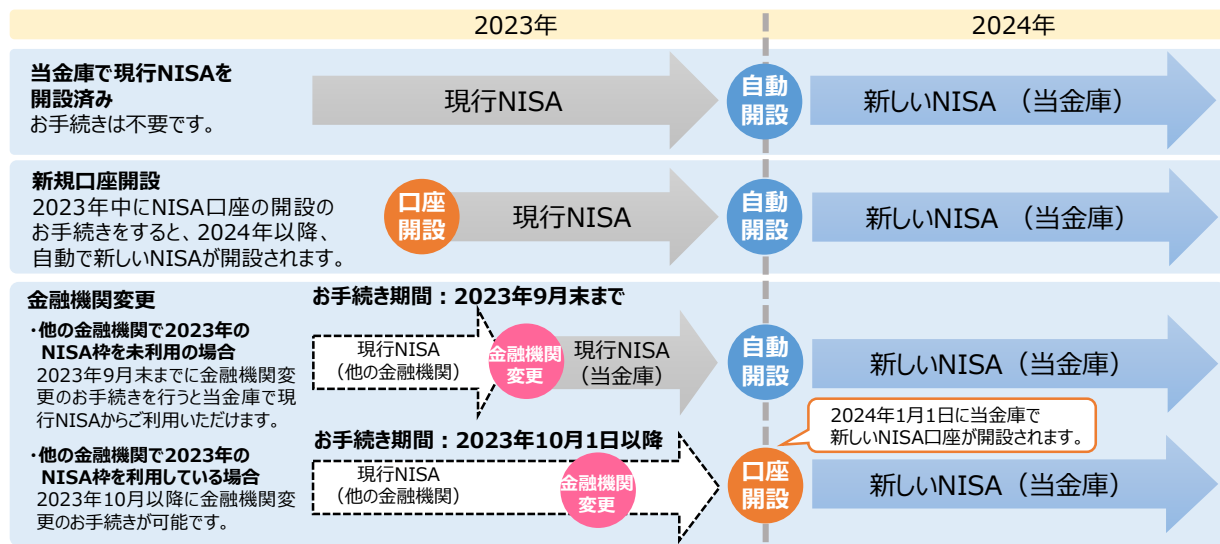 2023年
2024年
当金庫で現行NISAを
開設済み
お手続きは不要です。
現行NISA
自動
開設
新しいNISA （当金庫）
新規口座開設
2023年中にNISA口座の開設の
お手続きをすると、2024年以降、
自動で新しいNISAが開設されます。
口座
開設
現行NISA
自動
開設
新しいNISA （当金庫）
金融機関変更
・他の金融機関で2023年の
NISA枠を未利用の場合
2023年9月末までに金融機関変
更のお手続きを行うと当金庫で現
行NISAからご利用いただけます。
お手続き期間：2023年9月末まで
現行NISA
（他の金融機関）
金融機関
変更
現行NISA
（当金庫）
自動
開設
新しいNISA（当金庫）
2024年1月1日に当金庫で
新しいNISA口座が開設されます。
・他の金融機関で2023年の
NISA枠を利用している場合
2023年10月以降に金融機関変
更のお手続きが可能です。
お手続き期間：2023年10月1日以降
現行NISA
（他の金融機関）
金融機関
変更
口座
開設
新しいNISA（当金庫）